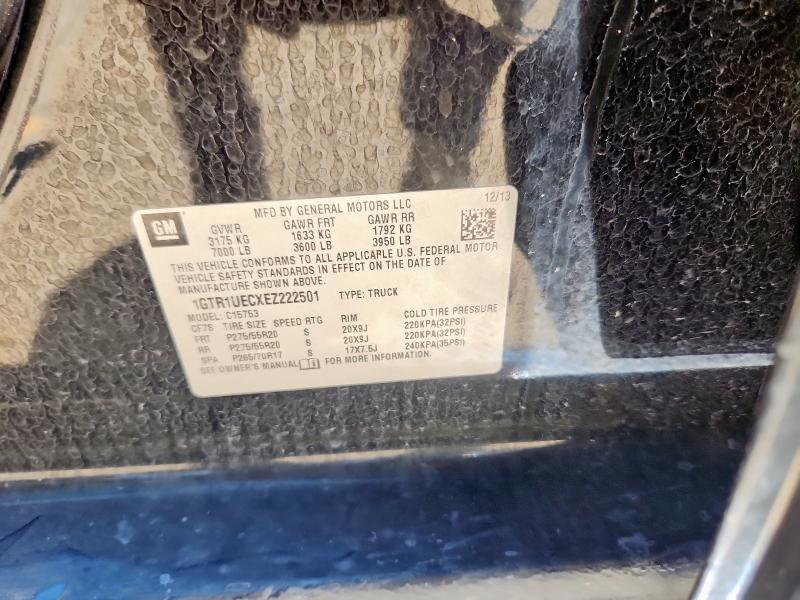 GM
MFD BY GENERAL MOTORS LLC 12/13
GVWR GAWR FRT GAWR RR
3175 KG 1633 KG 1792 KG
7000 LB 3600 LB 3950 LB
THIS VEHICLE CONFORMS TO ALL APPLICABLE U.S. FEDERAL MOTOR
VEHICLE SAFETY STANDARDS IN EFFECT ON THE DATE OF
MANUFACTURE SHOWN ABOVE.
1GTR1UECXEZ222501 TYPE: TRUCK
MODEL: C15753
CF7S TIRE SIZE SPEED RTG RIM COLD TIRE PRESSURE
FRT P275/55R20 S 20X9J 220KPA(32PSI)
RR P275/55R20 S 20X9J 220KPA(32PSI)
SPA P265/70R17 S 17X7.5J 240KPA(35PSI)
SEE OWNER'S MANUAL FOR MORE INFORMATION.